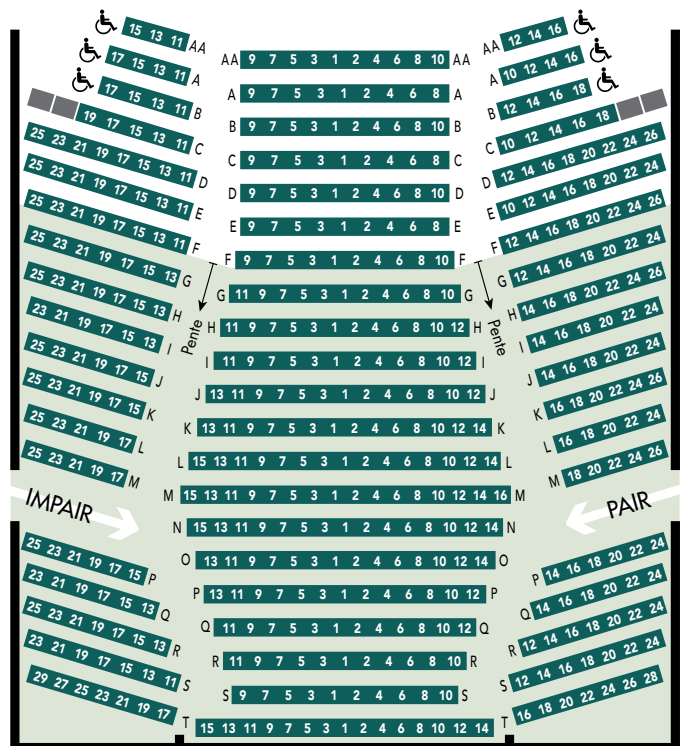 15 13 11 AA
17 15 13 11 A
17 15 13 11 B
19 17 15 13 11 C
25 23 21 19 17 15 13 11 D
25 23 21 19 17 15 13 11 E
25 23 21 19 17 15 13 11 F
25 23 21 19 17 15 13 G
25 23 21 19 17 15 13 H
23 21 19 17 15 13 I
25 23 21 19 17 15 J
25 23 21 19 17 15 K
25 23 21 19 17 L
25 23 21 19 17 M
IMPAIR
25 23 21 19 17 15 P
23 21 19 17 15 13 Q
25 23 21 19 17 15 13 R
23 21 19 17 15 13 11 S
29 27 25 23 21 19 17
Pente
AA 9 7 5 3 1 2 4 6 8 10 AA
A 9 7 5 3 1 2 4 6 8 A
B 9 7 5 3 1 2 4 6 8 10 B
C 9 7 5 3 1 2 4 6 8 C
D 9 7 5 3 1 2 4 6 8 10 D
E 9 7 5 3 1 2 4 6 8 E
F 9 7 5 3 1 2 4 6 8 10 F
G 11 9 7 5 3 1 2 4 6 8 10 G
H 11 9 7 5 3 1 2 4 6 8 10 12 H
I 11 9 7 5 3 1 2 4 6 8 10 12 I
J 13 11 9 7 5 3 1 2 4 6 8 10 12 J
K 13 11 9 7 5 3 1 2 4 6 8 10 12 14 K
L 15 13 11 9 7 5 3 1 2 4 6 8 10 12 14 L
M 15 13 11 9 7 5 3 1 2 4 6 8 10 12 14 16 M
N 15 13 11 9 7 5 3 1 2 4 6 8 10 12 14 N
O 13 11 9 7 5 3 1 2 4 6 8 10 12 14 O
P 13 11 9 7 5 3 1 2 4 6 8 10 12 P
Q 11 9 7 5 3 1 2 4 6 8 10 12 Q
R 11 9 7 5 3 1 2 4 6 8 10 R
S 9 7 5 3 1 2 4 6 8 10 S
T 15 13 11 9 7 5 3 1 2 4 6 8 10 12 14 T
Pente
AA 12 14 16
A 10 12 14 16
B 12 14 16 18
C 10 12 14 16 18
D 12 14 16 18 20 22 24 26
E 10 12 14 16 18 20 22 24
F 12 14 16 18 20 22 24 26
G 12 14 16 18 20 22 24
H 14 16 18 20 22 24 26
I 14 16 18 20 22 24
J 14 16 18 20 22 24
K 16 18 20 22 24 26
L 16 18 20 22 24
M 18 20 22 24 26
PAIR
P 14 16 18 20 22 24
Q 14 16 18 20 22 24
R 12 14 16 18 20 22 24
S 12 14 16 18 20 22 24
16 18 20 22 24 26 28